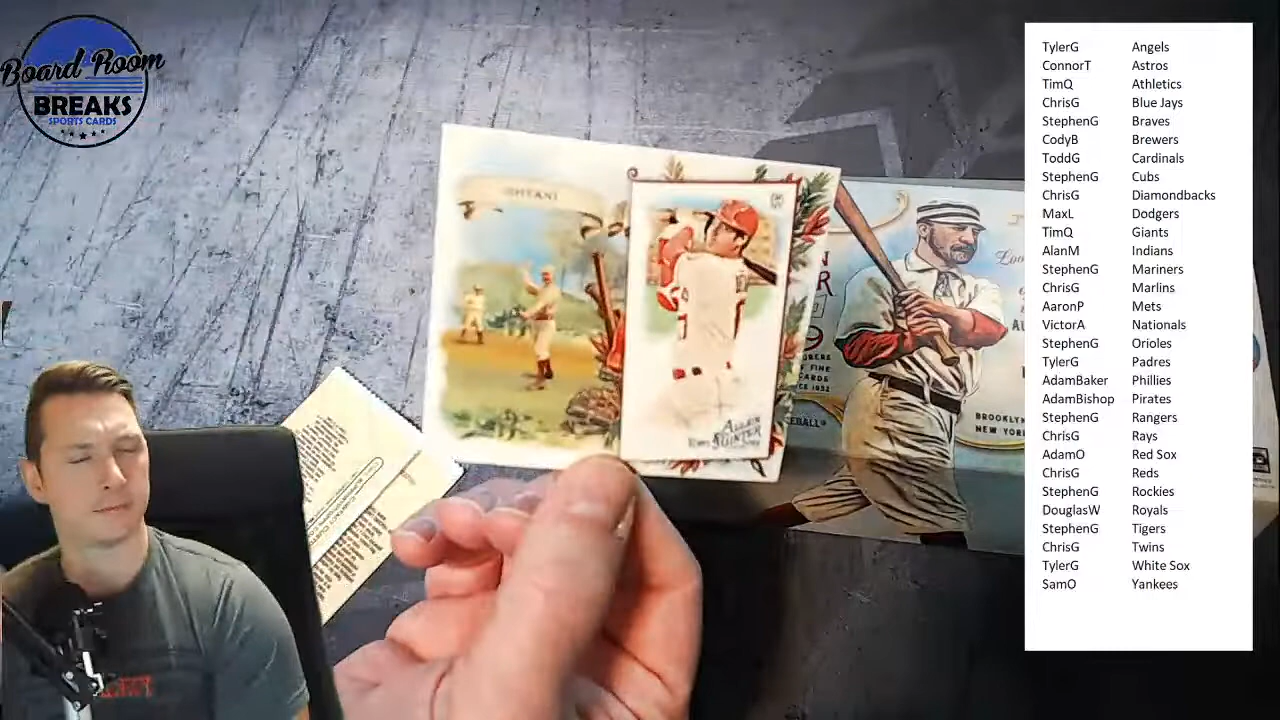 Board Room
BREAKS
SPORTS CARDS
OHTANI
ALLEN
GINTER
BROOKLYN
NEW YORK
TylerG Angels
ConnorT Astros
TimQ Athletics
ChrisG Blue Jays
StephenG Braves
CodyB Brewers
ToddG Cardinals
StephenG Cubs
ChrisG Diamondbacks
MaxL Dodgers
TimQ Giants
AlanM Indians
StephenG Mariners
ChrisG Marlins
AaronP Mets
VictorA Nationals
StephenG Orioles
TylerG Padres
AdamBaker Phillies
AdamBishop Pirates
StephenG Rangers
ChrisG Rays
AdamO Red Sox
ChrisG Reds
StephenG Rockies
DouglasW Royals
StephenG Tigers
ChrisG Twins
TylerG White Sox
SamO Yankees